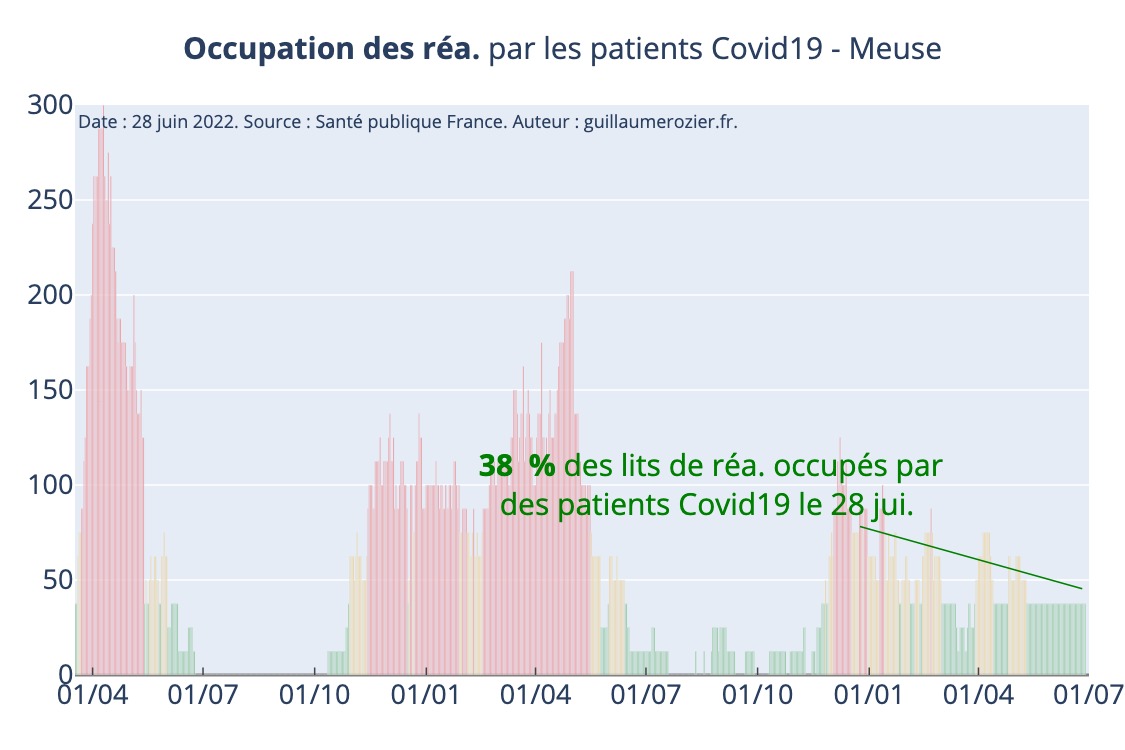 Occupation des réa. par les patients Covid19 - Meuse
300
Date : 28 juin 2022. Source : Santé publique France. Auteur : guillaumerozier.fr.
250
200
150
38 % des lits de réa. occupés par
100
des patients Covid19 le 28 jui.
50
0
01/04 01/07 01/10 01/01 01/04 01/07 01/10 01/01 01/04 01/07